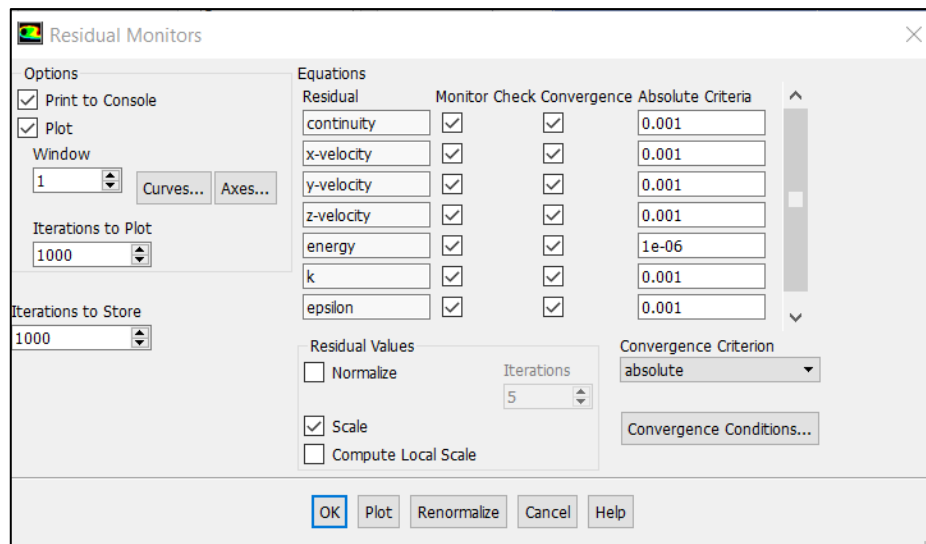 Residual Monitors
Options
Print to Console
Plot
Window
1
Curves...
Axes...
Iterations to Plot
1000
Iterations to Store
1000
Equations
Residual Monitor Check Convergence Absolute Criteria
continuity 0.001
x-velocity 0.001
y-velocity 0.001
z-velocity 0.001
energy 1e-06
k 0.001
epsilon 0.001
Residual Values
Normalize
Iterations
5
Scale
Compute Local Scale
Convergence Criterion
absolute
Convergence Conditions...
OK Plot Renormalize Cancel Help